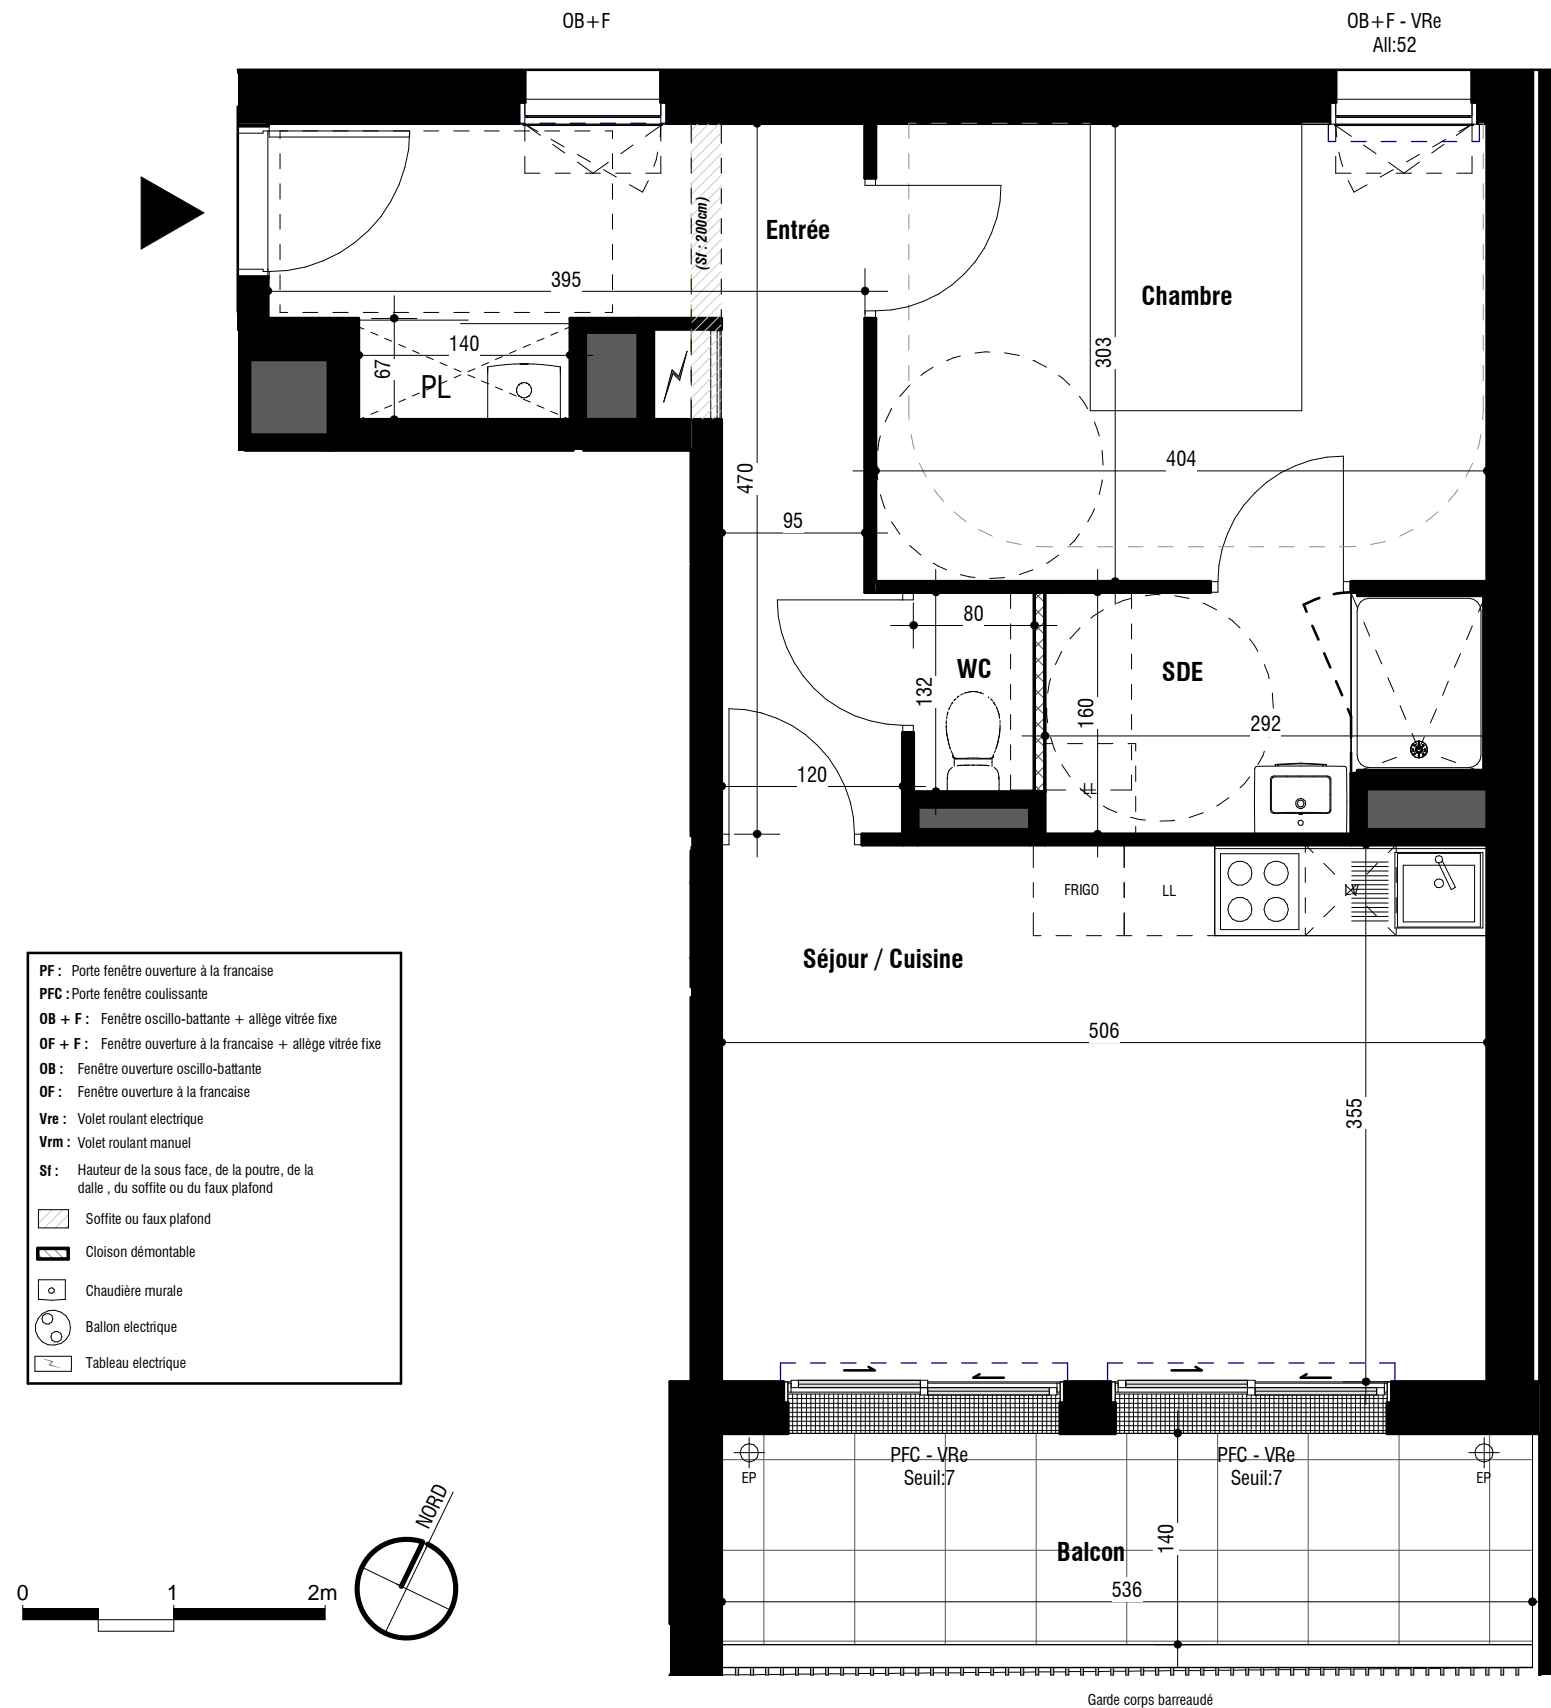 OB+F
OB+F - VRe
All:52
(Sf : 200cm)
Entrée
395
Chambre
303
140
67
PL
404
470
95
80
WC
SDE
132
160
292
120
LL
FRIGO
LL
LV
Séjour / Cuisine
506
355
PF : Porte fenêtre ouverture à la francaise
PFC : Porte fenêtre coulissante
OB + F : Fenêtre oscillo-battante + allège vitrée fixe
OF + F : Fenêtre ouverture à la francaise + allège vitrée fixe
OB : Fenêtre ouverture oscillo-battante
OF : Fenêtre ouverture à la francaise
Vre : Volet roulant electrique
Vrm : Volet roulant manuel
Sf : Hauteur de la sous face, de la poutre, de la
dalle , du soffite ou du faux plafond
Soffite ou faux plafond
Cloison démontable
Chaudière murale
Ballon electrique
Tableau electrique
PFC - VRe
Seuil:7
PFC - VRe
Seuil:7
EP
EP
Balcon
140
536
NORD
0 1 2m
Garde corps barreaudé